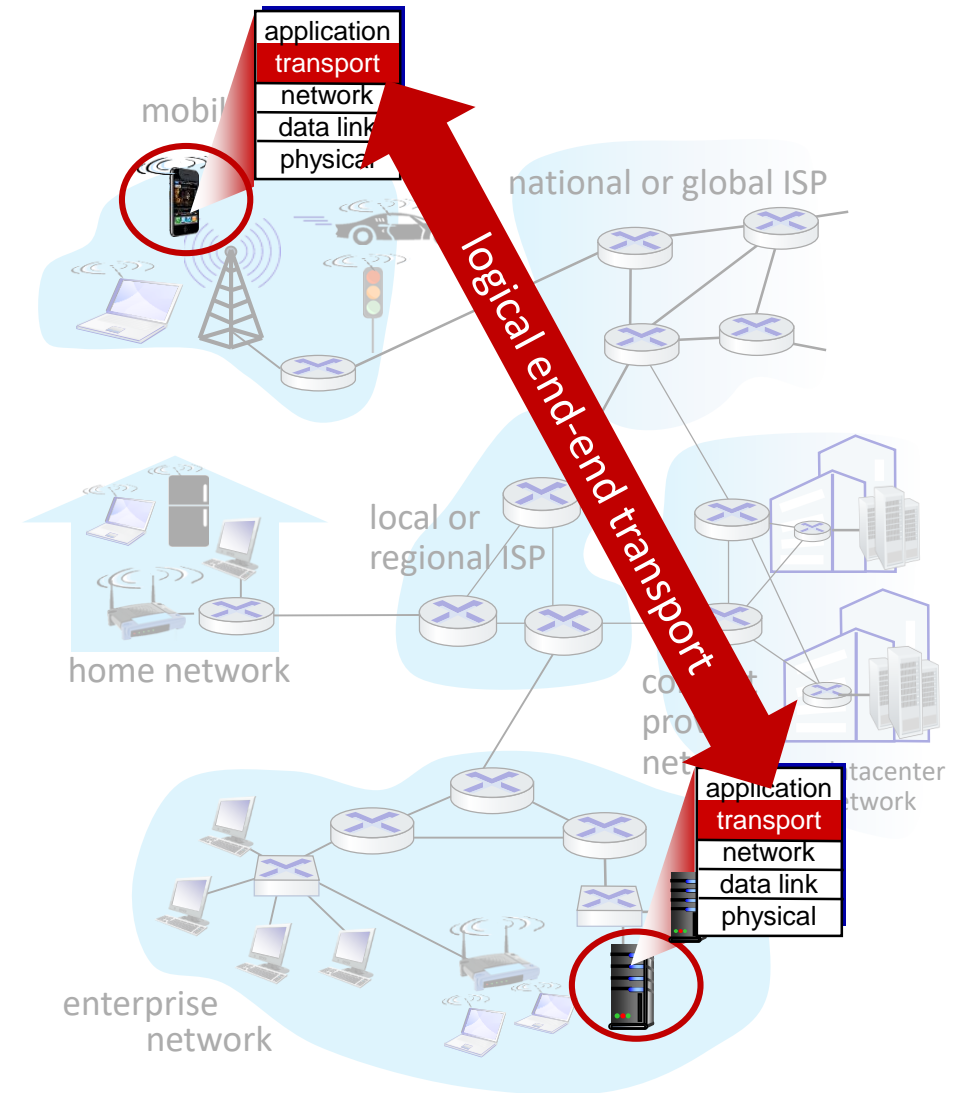 application
transport
network
data link
physical
national or global ISP
logical end-end transport
local or
regional ISP
home network
application
transport
network
data link
physical
network
enterprise
network